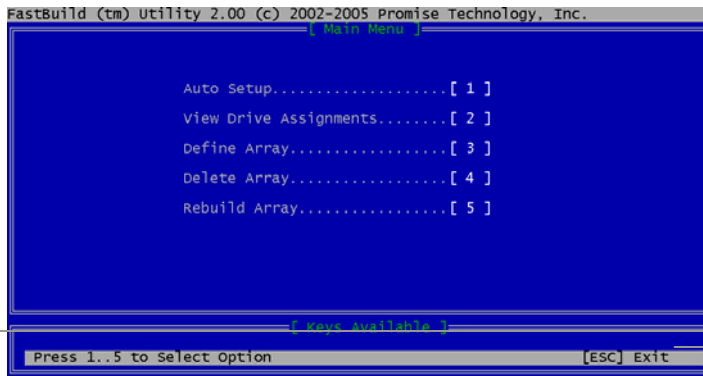 FastBuild (tm) Utility 2.00 (c) 2002-2005 Promise Technology, Inc.
[ Main Menu ]
Auto Setup....................[ 1 ]
View Drive Assignments........[ 2 ]
Define Array..................[ 3 ]
Delete Array..................[ 4 ]
Rebuild Array.................[ 5 ]
[ Keys Available ]
Press 1..5 to Select Option [ESC] Exit